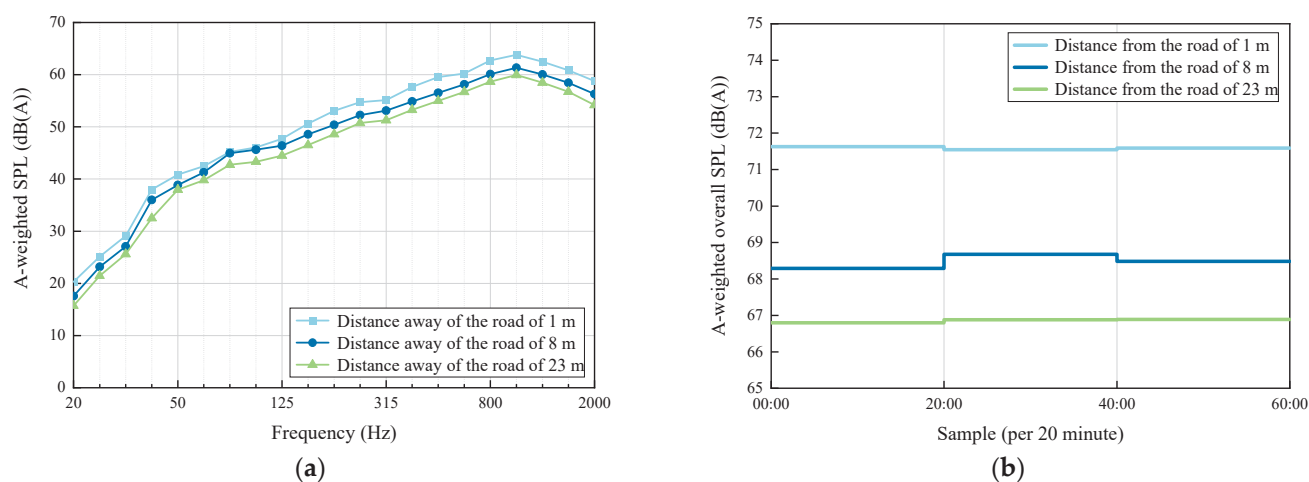 70
60
50
40
30
20
10
0
A-weighted SPL (dB(A))
Distance away of the road of 1 m
Distance away of the road of 8 m
Distance away of the road of 23 m
20 50 125 315 800 2000
Frequency (Hz)
(a)
75
74
73
72
71
70
69
68
67
66
65
A-weighted overall SPL (dB(A))
Distance from the road of 1 m
Distance from the road of 8 m
Distance from the road of 23 m
00:00 20:00 40:00 60:00
Sample (per 20 minute)
(b)